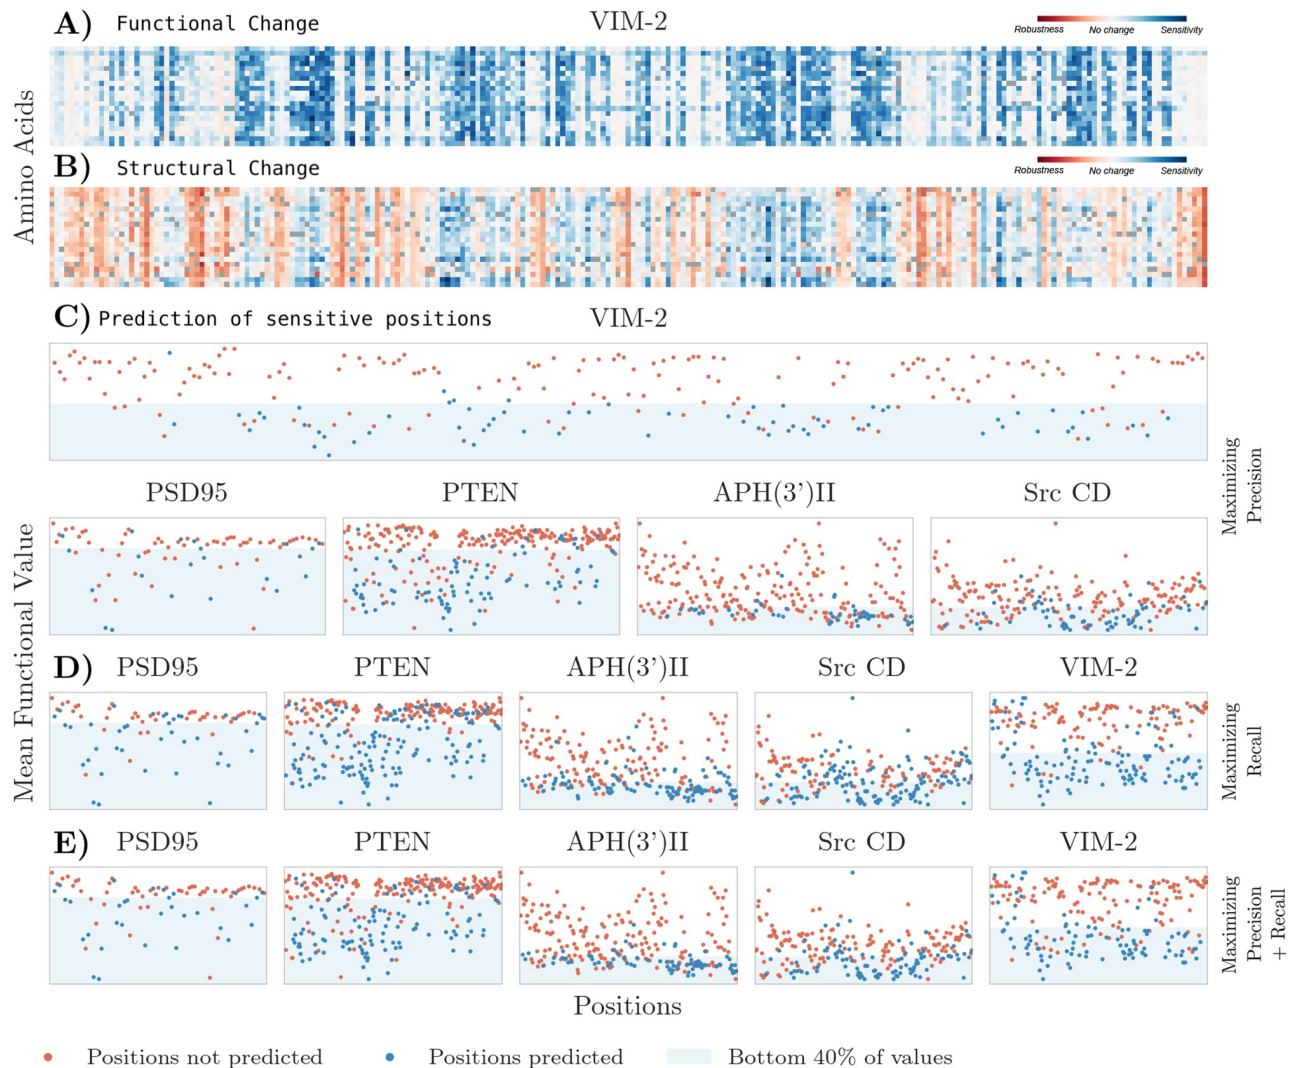 A) Functional Change VIM-2
Robustness No change Sensitivity
Amino Acids
B) Structural Change
Robustness No change Sensitivity
C) Prediction of sensitive positions VIM-2
Maximizing
Precision
PSD95 PTEN APH(3')II Src CD
Mean Functional Value
D) PSD95 PTEN APH(3')II Src CD VIM-2
Maximizing
Recall
E) PSD95 PTEN APH(3')II Src CD VIM-2
Maximizing
Precision
+ Recall
Positions
Positions not predicted Positions predicted Bottom 40% of values